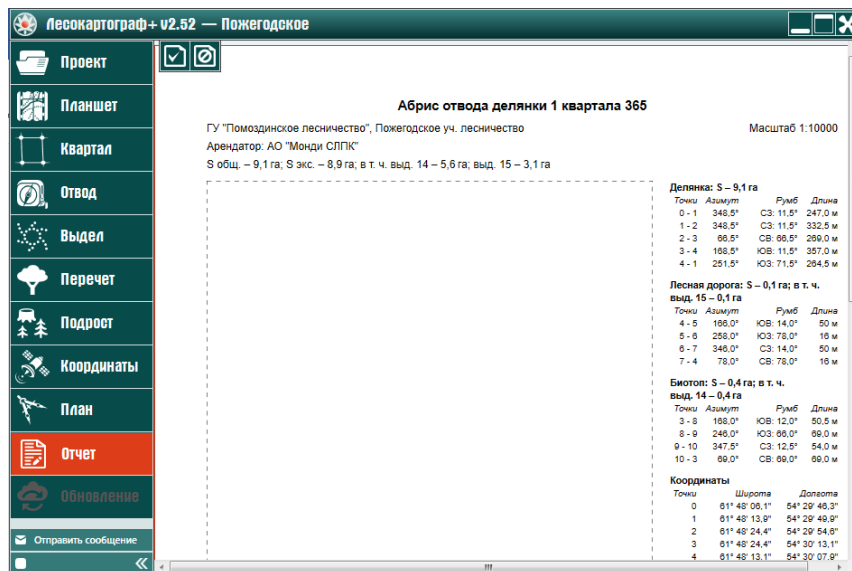 Лесокартограф+ v2.52 — Пожегодское
Проект
Планшет
Квартал
Отвод
Выдел
Перечет
Подрост
Координаты
План
Отчет
Обновление
Отправить сообщение
Абрис отвода делянки 1 квартала 365
ГУ "Помоздинское лесничество", Пожегодское уч. лесничество Масштаб 1:10000
Арендатор: АО "Монди СЛПК"
S общ. – 9,1 га; S экс. – 8,9 га; в т. ч. выд. 14 – 5,6 га; выд. 15 – 3,1 га
Делянка: S – 9,1 га
Точки Азимут Румб Длина
0 - 1 348,5° СЗ: 11,5° 247,0 м
1 - 2 348,5° СЗ: 11,5° 332,5 м
2 - 3 66,5° СВ: 66,5° 269,0 м
3 - 4 168,5° ЮВ: 11,5° 357,0 м
4 - 1 251,5° ЮЗ: 71,5° 264,5 м
Лесная дорога: S – 0,1 га; в т. ч.
выд. 15 – 0,1 га
Точки Азимут Румб Длина
4 - 5 166,0° ЮВ: 14,0° 50 м
5 - 6 258,0° ЮЗ: 78,0° 16 м
6 - 7 346,0° СЗ: 14,0° 50 м
7 - 4 78,0° СВ: 78,0° 16 м
Биотоп: S – 0,4 га; в т. ч.
выд. 14 – 0,4 га
Точки Азимут Румб Длина
3 - 8 168,0° ЮВ: 12,0° 50,5 м
8 - 9 246,0° ЮЗ: 66,0° 69,0 м
9 - 10 347,5° СЗ: 12,5° 54,0 м
10 - 3 69,0° СВ: 69,0° 69,0 м
Координаты
Точки Широта Долгота
0 61° 48' 06,1" 54° 29' 46,3"
1 61° 48' 13,9" 54° 29' 49,9"
2 61° 48' 24,4" 54° 29' 54,6"
3 61° 48' 24,4" 54° 30' 13,1"
4 61° 48' 13,1" 54° 30' 07,9"